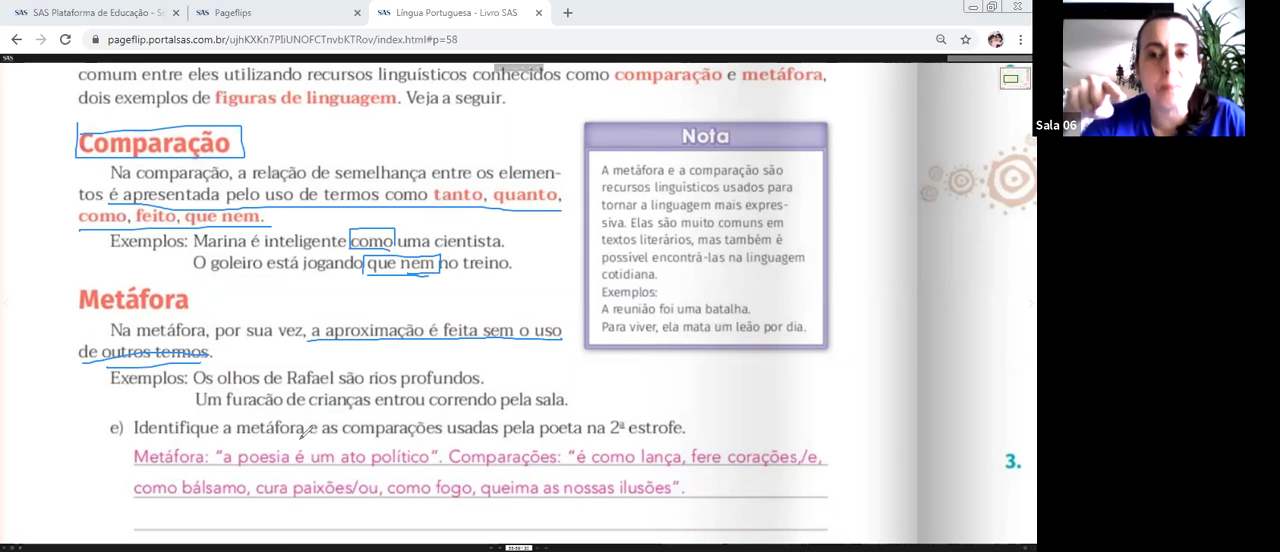 SAS Plataforma de Educação - So
Pageflips
Língua Portuguesa - Livro SAS
pageflip.portalsas.com.br/ujhKXKn7PIiUNOFCTnvbKTRov/index.html#p=58
SAS
comum entre eles utilizando recursos linguísticos conhecidos como comparação e metáfora,
dois exemplos de figuras de linguagem. Veja a seguir.
Comparação
Na comparação, a relação de semelhança entre os elemen-
tos é apresentada pelo uso de termos como tanto, quanto,
como, feito, que nem.
Exemplos: Marina é inteligente como uma cientista.
O goleiro está jogando que nem no treino.
Metáfora
Na metáfora, por sua vez, a aproximação é feita sem o uso
de outros termos.
Exemplos: Os olhos de Rafael são rios profundos.
Um furacão de crianças entrou correndo pela sala.
Nota
A metáfora e a comparação são
recursos linguísticos usados para
tornar a linguagem mais expres-
siva. Elas são muito comuns em
textos literários, mas também é
possível encontrá-las na linguagem
cotidiana.
Exemplos:
A reunião foi uma batalha.
Para viver, ela mata um leão por dia.
e) Identifique a metáfora e as comparações usadas pela poeta na 2ª estrofe.
Metáfora: “a poesia é um ato político”. Comparações: “é como lança, fere corações,/e,
como bálsamo, cura paixões/ou, como fogo, queima as nossas ilusões”.
3.
Sala 06